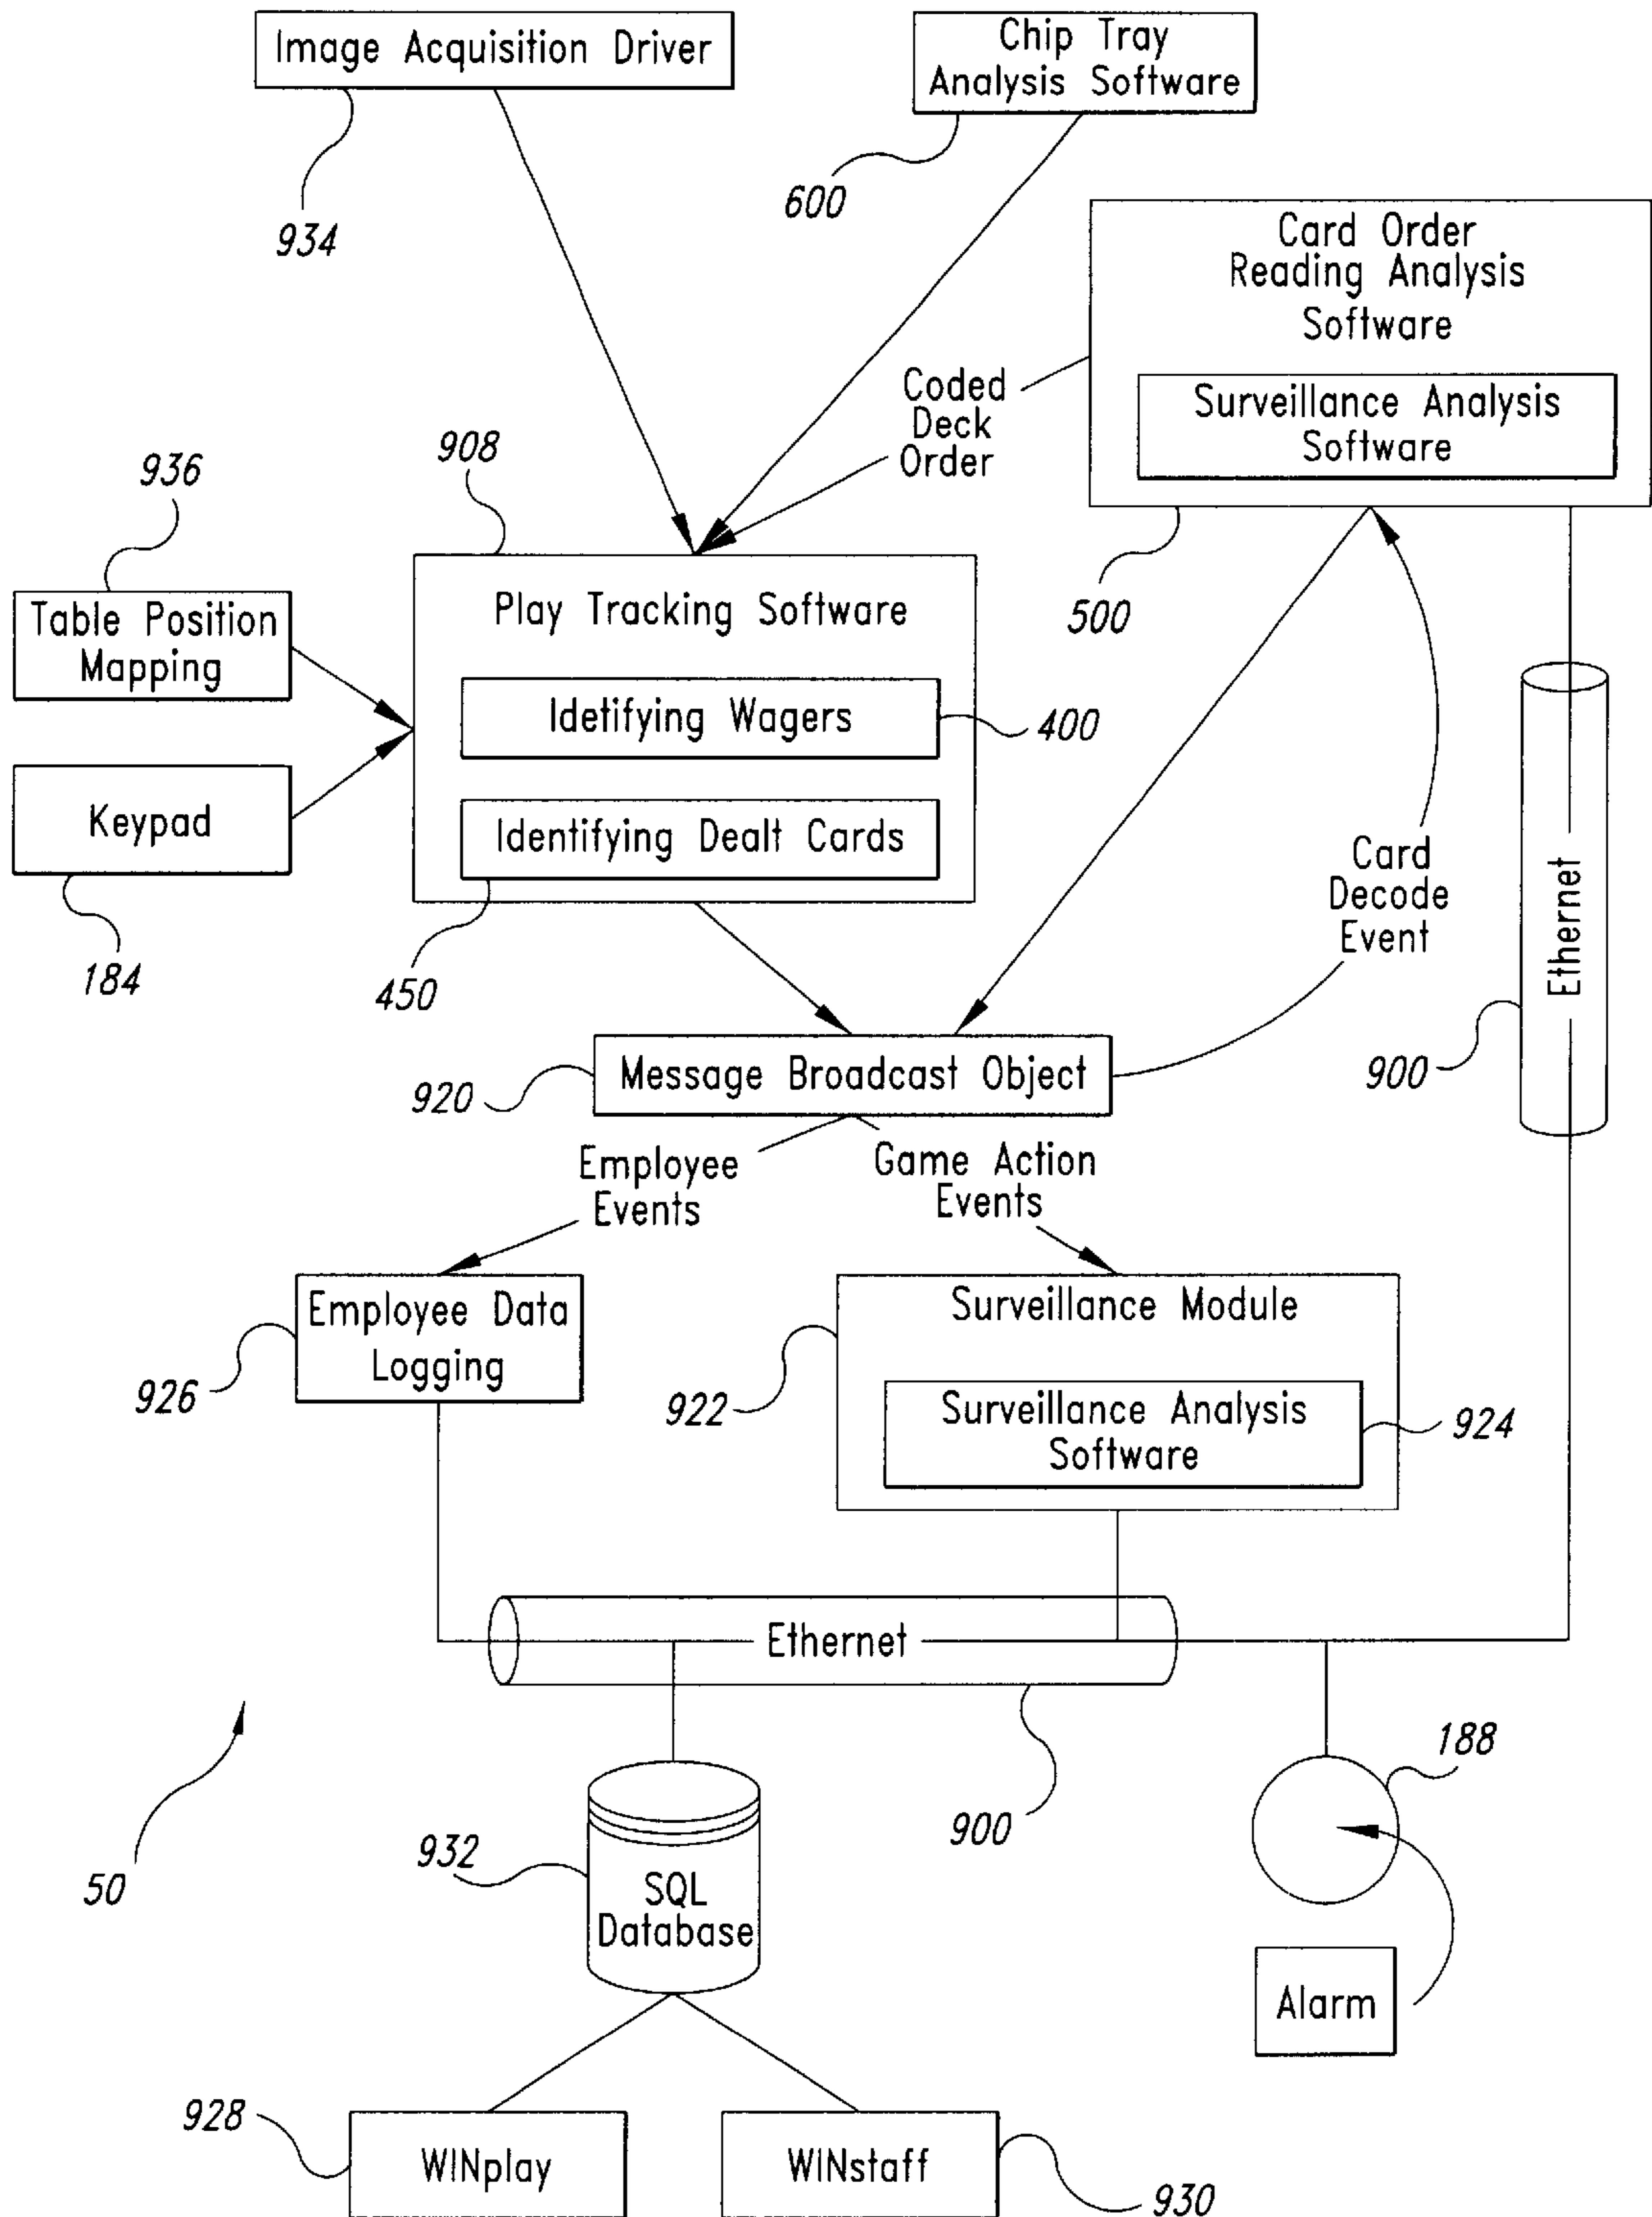 Image Acquisition Driver
934
Chip Tray
Analysis Software
600
Card Order
Reading Analysis
Software
Surveillance Analysis
Software
500
Coded
Deck
Order
908
936
Table Position
Mapping
Keypad
184
Play Tracking Software
Idetifying Wagers
400
Identifying Dealt Cards
450
Card
Decode
Event
Ethernet
900
Message Broadcast Object
920
Employee
Events
Game Action
Events
Employee Data
Logging
926
Surveillance Module
922
Surveillance Analysis
Software
924
Ethernet
900
188
50
932
SQL
Database
Alarm
928
WINplay
WINstaff
930